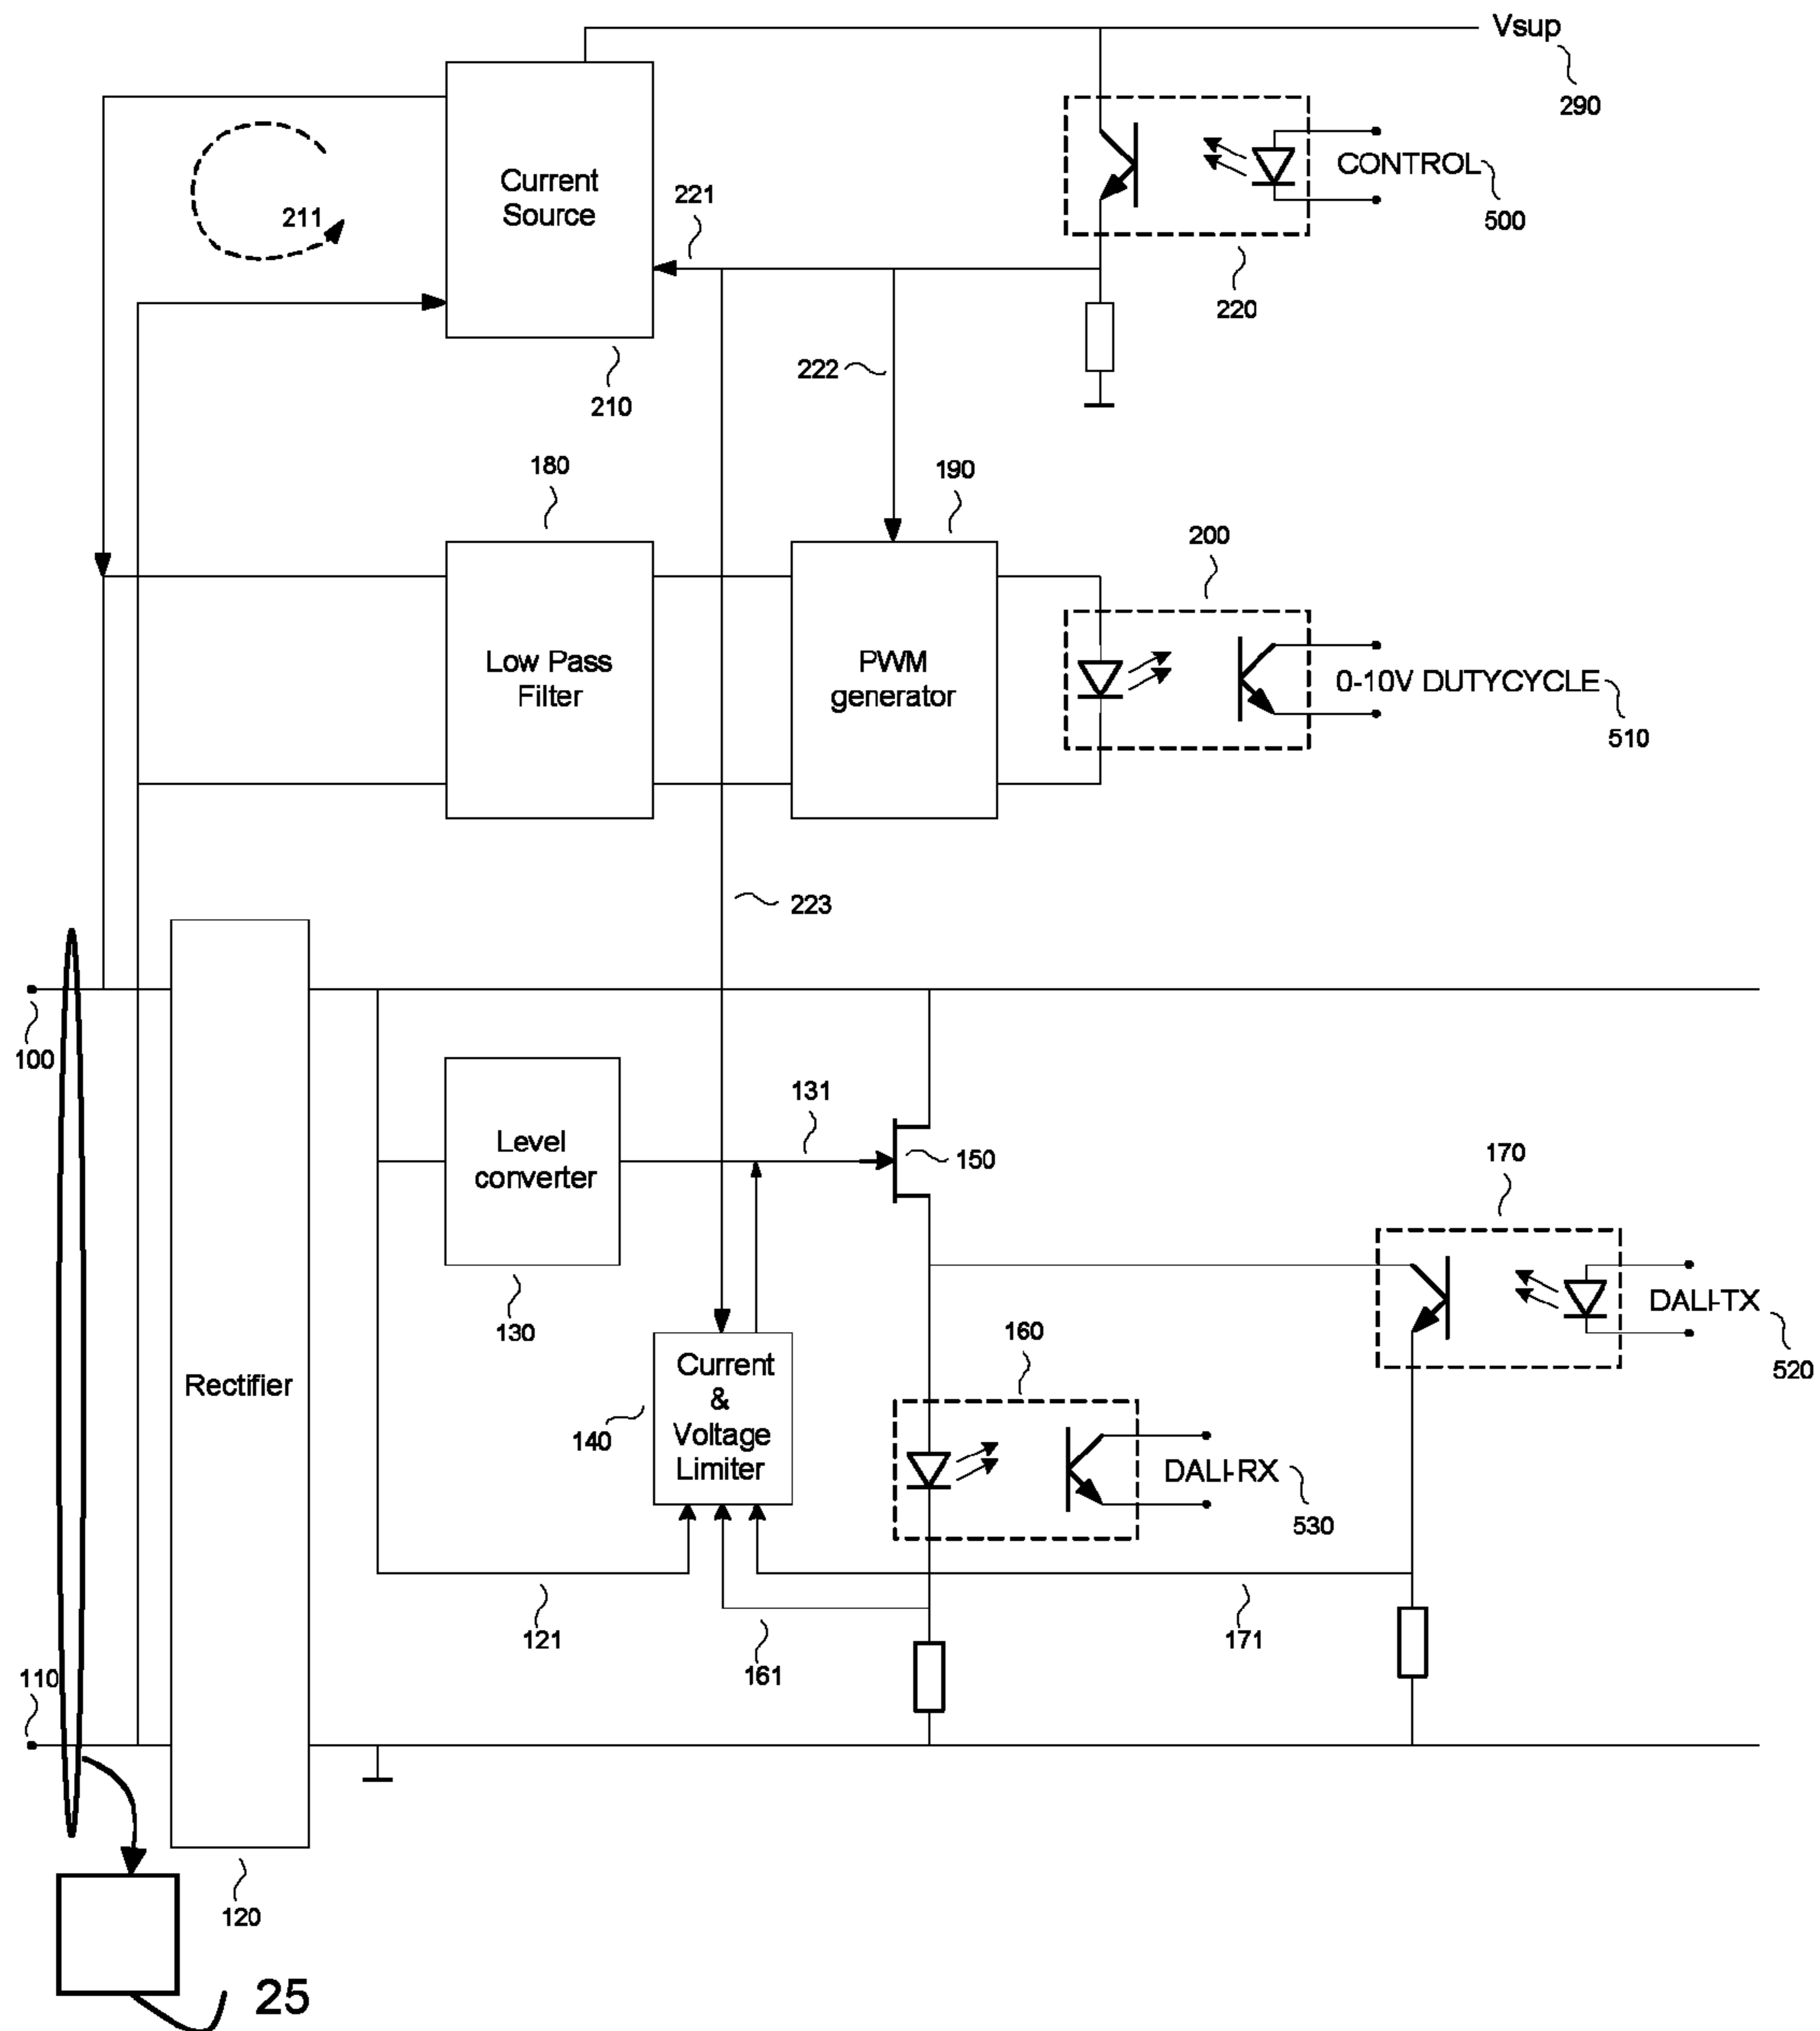 Vsup
290
Current
Source
211
221
CONTROL
500
220
210
222
180
190
200
Low Pass
Filter
PWM
generator
0-10V DUTYCYCLE
510
223
100
131
Level
converter
150
170
130
160
DALI-TX
520
Rectifier
Current
&
Voltage
Limiter
140
DALI-RX
530
121
161
171
110
120
25